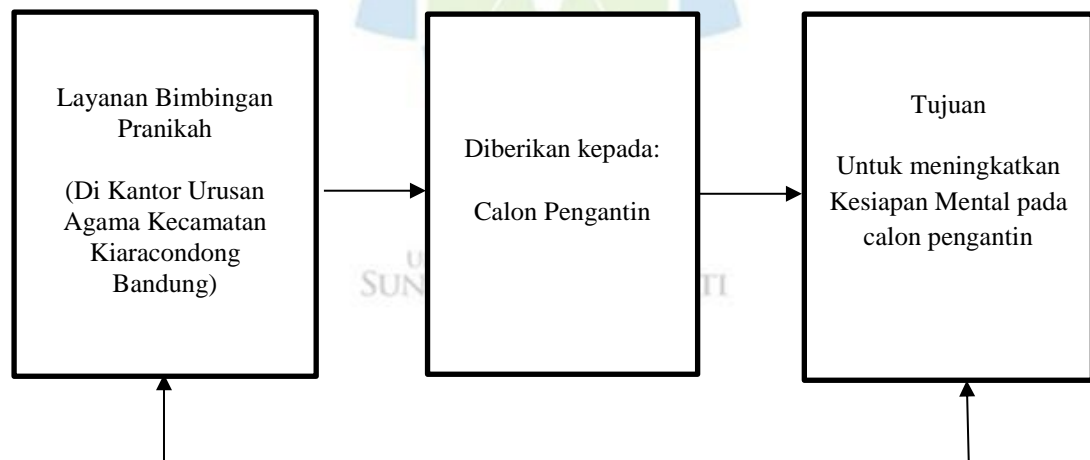 Layanan Bimbingan
Pranikah
(Di Kantor Urusan
Agama Kecamatan
Kiaracondong
Bandung)
Diberikan kepada:
Calon Pengantin
Tujuan
Untuk meningkatkan
Kesiapan Mental pada
calon pengantin